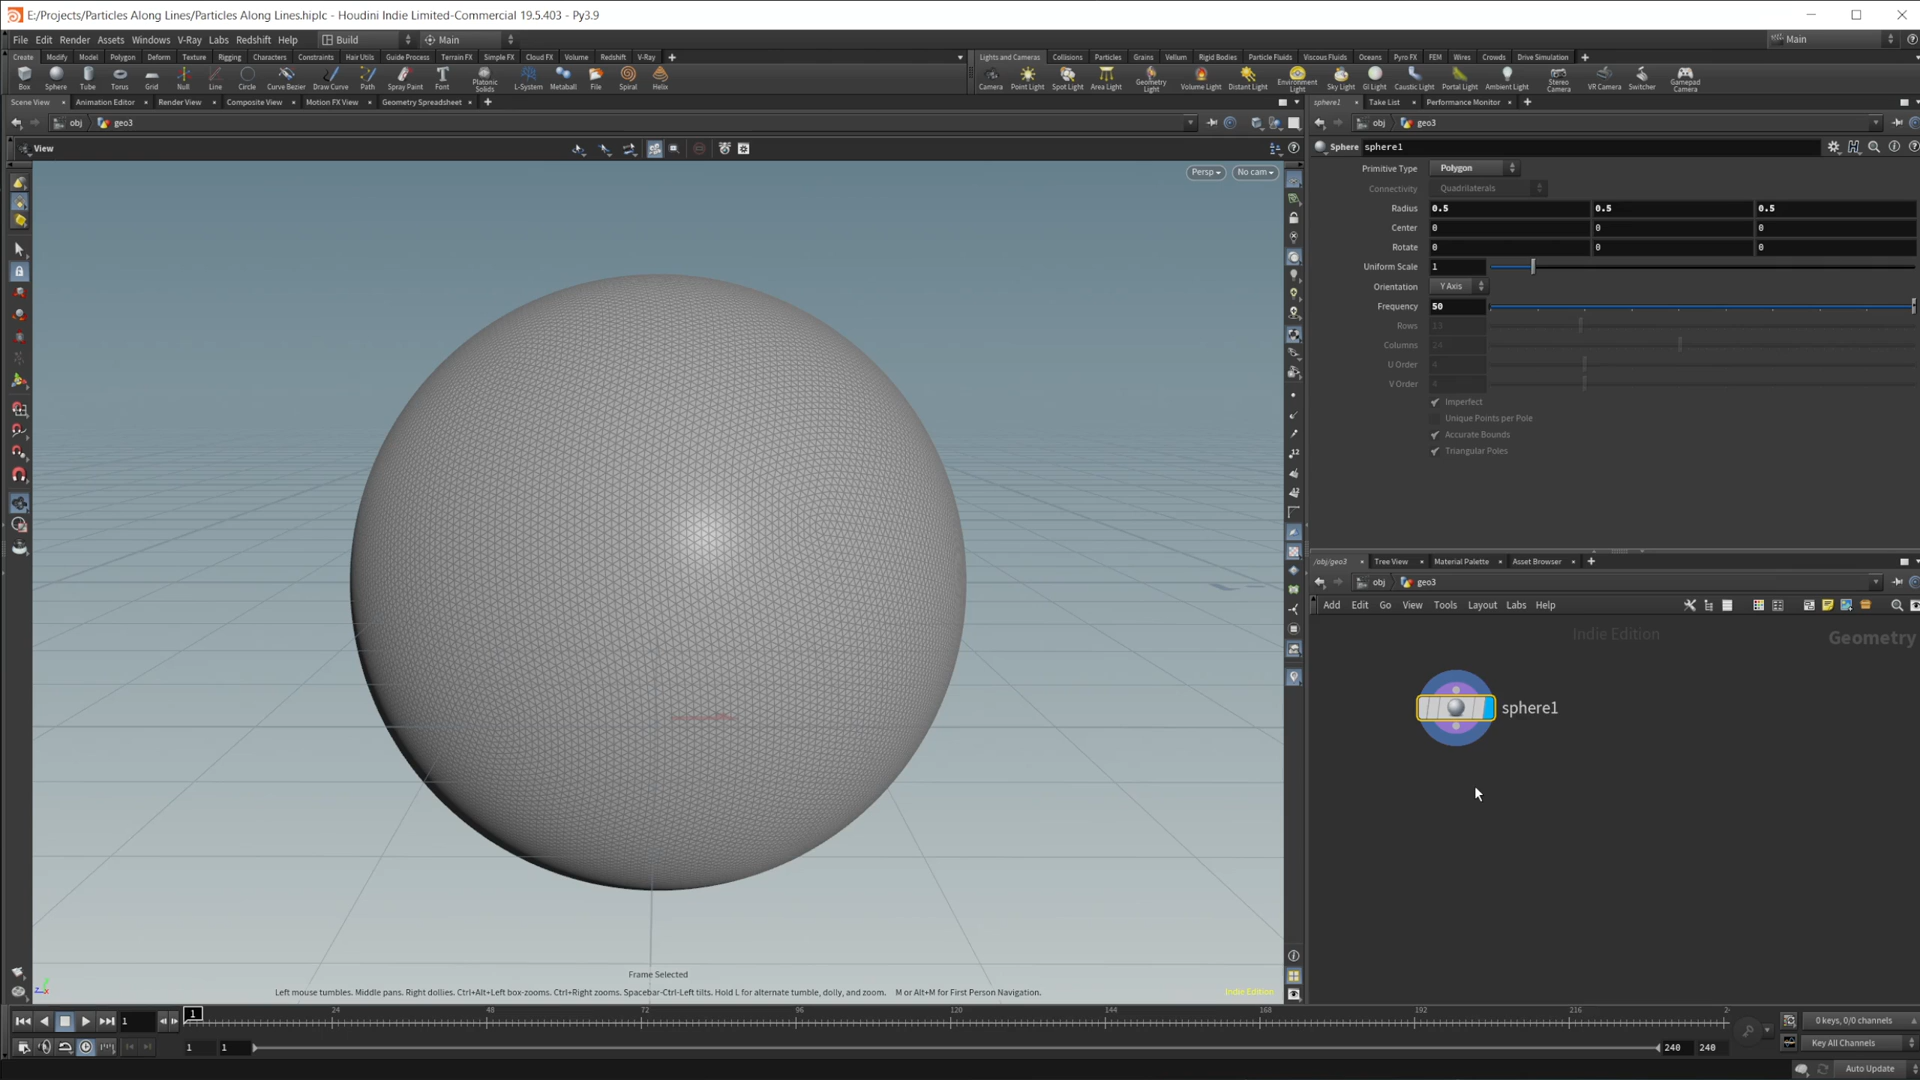 E:/Projects/Particles Along Lines/Particles Along Lines.hiplc - Houdini Indie Limited-Commercial 19.5.403 - Py3.9
File Edit Render Assets Windows V-Ray Labs Redshift Help Build Main Main
Create Modify Model Polygon Deform Texture Rigging Characters Constraints Hair Utils Guide Process Terrain FX Simple FX Cloud FX Volume Redshift V-Ray
Lights and Cameras Collisions Particles Grains Vellum Rigid Bodies Particle Fluids Viscous Fluids Oceans Pyro FX FEM Wires Crowds Drive Simulation
Box Sphere Tube Torus Grid Null Line Circle Curve Bezier Draw Curve Path Spray Paint Font Platonic Solids L-System Metaball File Spiral Helix
Camera Point Light Spot Light Area Light Geometry Light Volume Light Distant Light Environment Light Sky Light GI Light Caustic Light Portal Light Ambient Light Stereo Camera VR Camera Switcher Gamepad Camera
Scene View Animation Editor Render View Composite View Motion FX View Geometry Spreadsheet
sphere1 Take List Performance Monitor
obj geo3
obj geo3
View
Persp No cam
Sphere sphere1
Primitive Type Polygon
Connectivity Quadrilaterals
Radius 0.5 0.5 0.5
Center 0 0 0
Rotate 0 0 0
Uniform Scale 1
Orientation Y Axis
Frequency 50
Rows 13
Columns 24
U Order 4
V Order 4
Imperfect
Unique Points per Pole
Accurate Bounds
Triangular Poles
/obj/geo3 Tree View Material Palette Asset Browser
obj geo3
Add Edit Go View Tools Layout Labs Help
Indie Edition
Geometry
sphere1
Frame Selected
Left mouse tumbles. Middle pans. Right dollies. Ctrl+Alt+Left box-zooms. Ctrl+Right zooms. Spacebar-Ctrl-Left tilts. Hold L for alternate tumble, dolly, and zoom. M or Alt+M for First Person Navigation.
Indie Edition
1 1 24 48 72 96 120 144 168 192 216 2
0 keys, 0/0 channels
1 1 240 240
Key All Channels
Auto Update